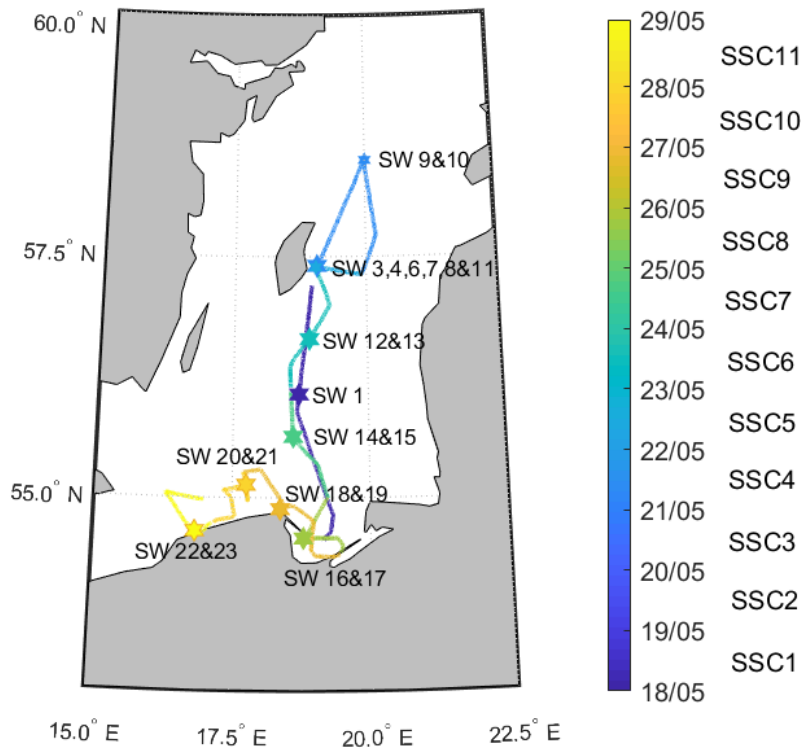 60.0° N
57.5° N
55.0° N
15.0° E
17.5° E
20.0° E
22.5° E
SW 9&10
SW 3,4,6,7,8&11
SW 12&13
SW 1
SW 14&15
SW 20&21
SW 18&19
SW 22&23
SW 16&17
29/05
28/05
27/05
26/05
25/05
24/05
23/05
22/05
21/05
20/05
19/05
18/05
SSC11
SSC10
SSC9
SSC8
SSC7
SSC6
SSC5
SSC4
SSC3
SSC2
SSC1